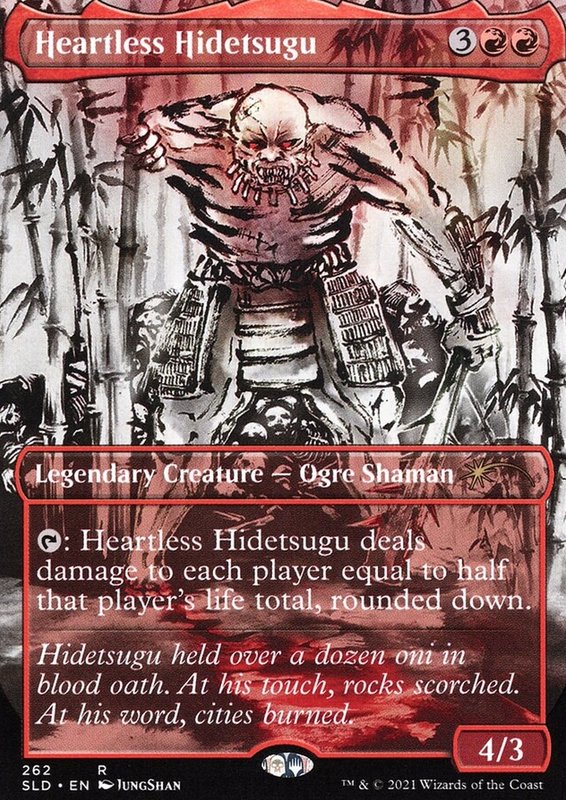 Heartless Hidetsugu 3
Legendary Creature — Ogre Shaman
: Heartless Hidetsugu deals
damage to each player equal to half
that player's life total, rounded down.
Hidetsugu held over a dozen oni in
blood oath. At his touch, rocks scorched.
At his word, cities burned.
4/3
262 R
SLD • EN JungShan
™ & © 2021 Wizards of the Coast